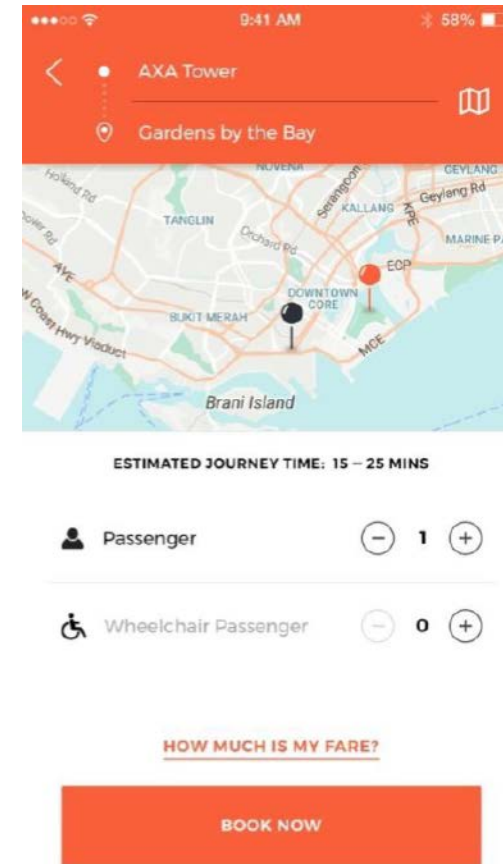 9:41 AM
58%
AXA Tower
Gardens by the Bay
Holland Rd
NOVENA
Serangoon
GEYLANG
Geylang Rd
TANGLIN
KALLANG
KPE
Orchard Rd
MARINE PA
AYE
ECP
DOWNTOWN
CORE
BUKIT MERAH
Coast Hwy Viaduct
MCE
Brani Island
ESTIMATED JOURNEY TIME: 15 – 25 MINS
Passenger
1
Wheelchair Passenger
0
HOW MUCH IS MY FARE?
BOOK NOW